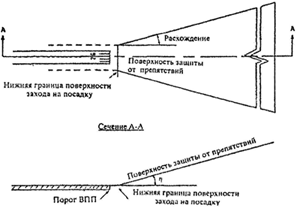 А
А
Расхождение
Поверхность защиты
от препятствий
Нижняя граница поверхности
захода на посадку
Сечение А-А
Поверхность защиты от препятствий
η
Порог ВПП
Нижняя граница поверхности
захода на посадку